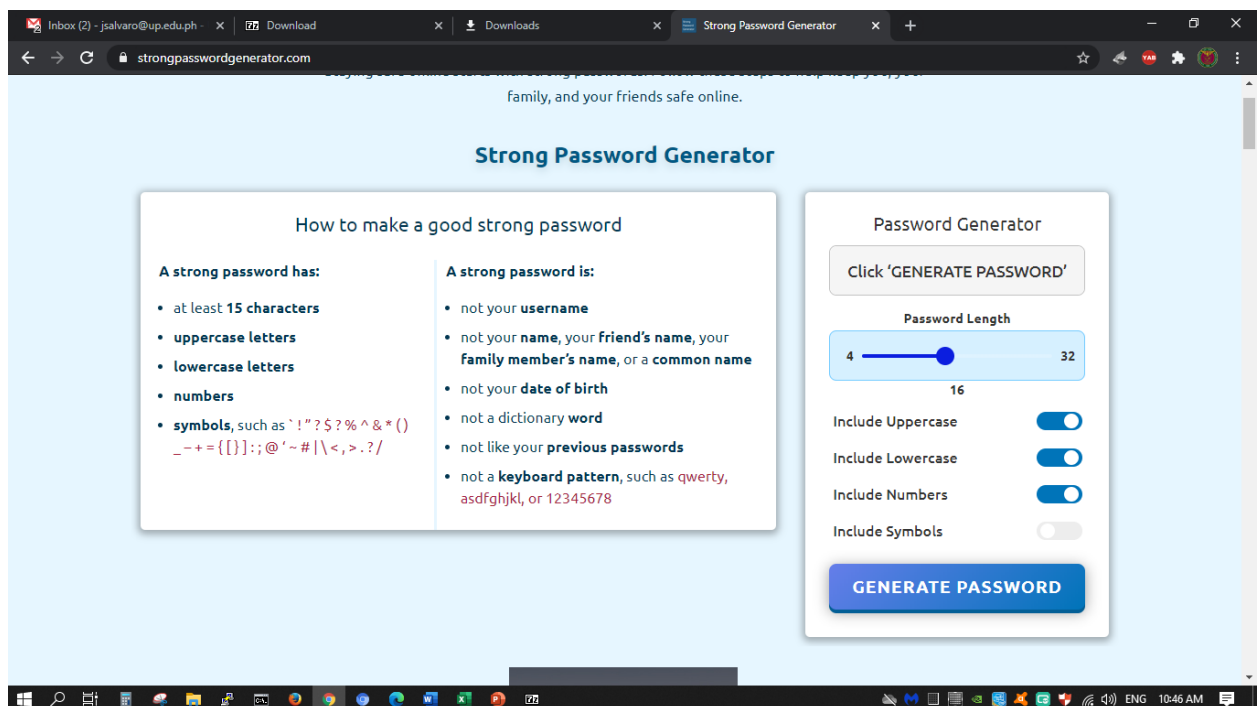 Inbox (2) - jsalvaro@up.edu.ph -
Download
Downloads
Strong Password Generator
strongpasswordgenerator.com
family, and your friends safe online.
Strong Password Generator
How to make a good strong password
A strong password has:
• at least 15 characters
• uppercase letters
• lowercase letters
• numbers
• symbols, such as ` ! " ? $ ? % ^ & * ( )
_ − + = { [ } ] : ; @ ‘ ~ # | \ < , > . ? /
A strong password is:
• not your username
• not your name, your friend’s name, your
family member’s name, or a common name
• not your date of birth
• not a dictionary word
• not like your previous passwords
• not a keyboard pattern, such as qwerty,
asdfghjkl, or 12345678
Password Generator
Click ‘GENERATE PASSWORD’
Password Length
4 32
16
Include Uppercase
Include Lowercase
Include Numbers
Include Symbols
GENERATE PASSWORD
ENG 10:46 AM